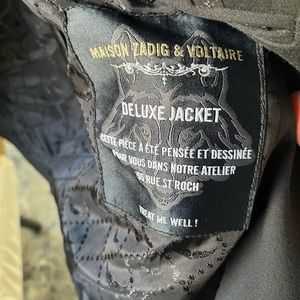 MAISON ZADIG & VOLTAIRE
DELUXE JACKET
CETTE PIÈCE A ÉTÉ PENSÉE ET DESSINÉE
POUR VOUS DANS NOTRE ATELIER
RUE ST ROCH
TREAT ME WELL !